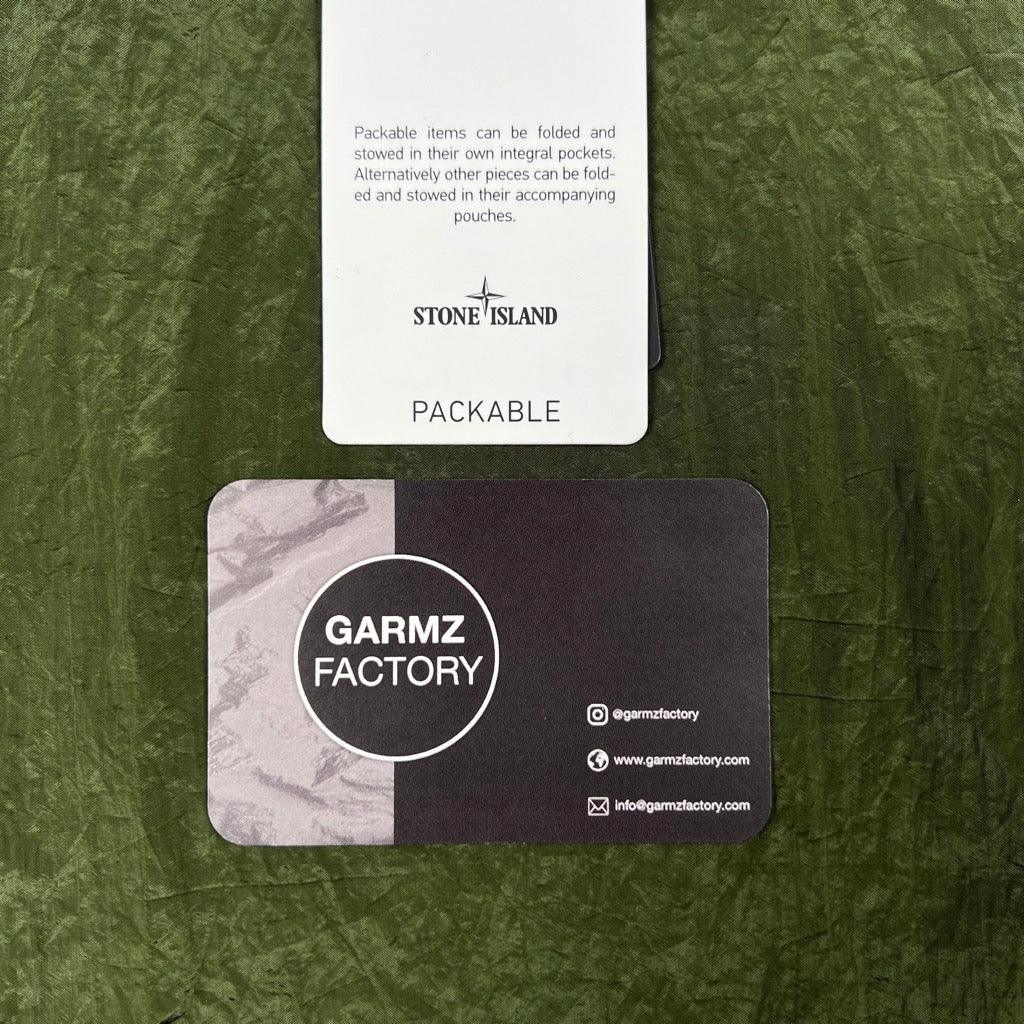 Packable items can be folded and
stowed in their own integral pockets.
Alternatively other pieces can be fold-
ed and stowed in their accompanying
pouches.
STONE ISLAND
PACKABLE
GARMZ
FACTORY
@garmzfactory
www.garmzfactory.com
info@garmzfactory.com